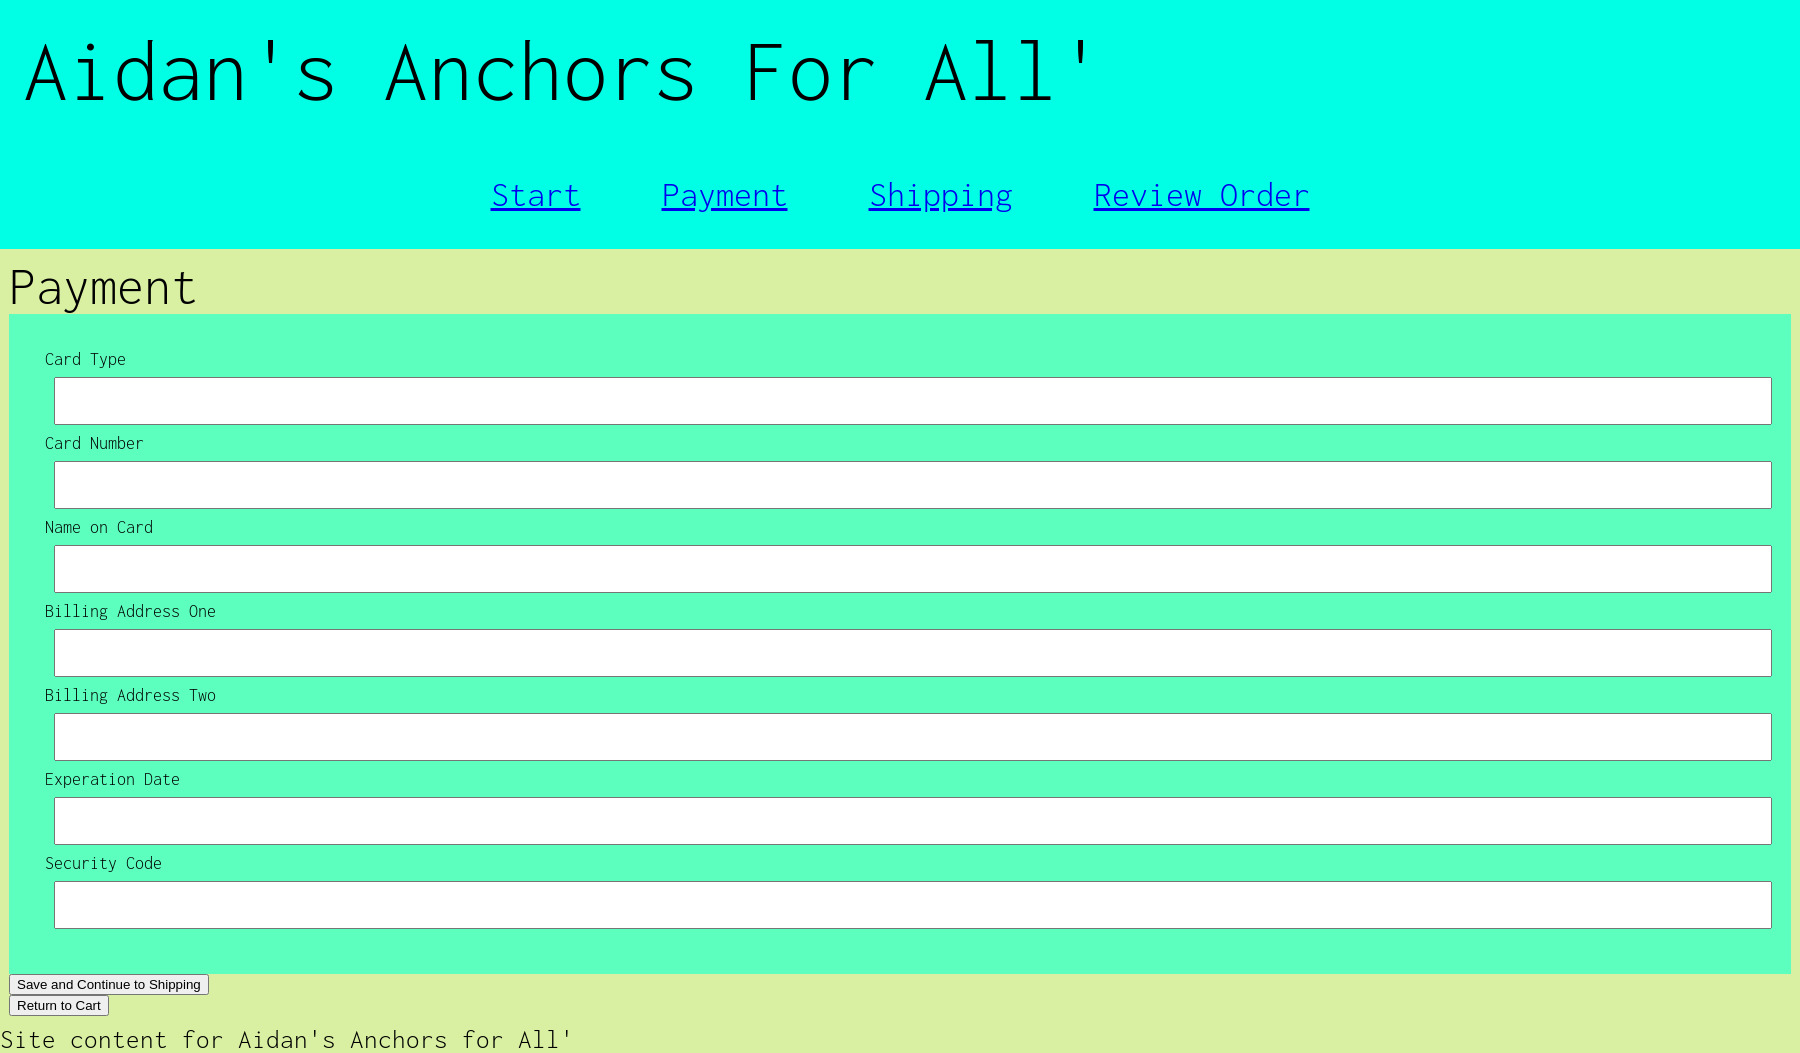 Aidan's Anchors For All'
Start Payment Shipping Review Order
Payment
Card Type
Card Number
Name on Card
Billing Address One
Billing Address Two
Experation Date
Security Code
Save and Continue to Shipping
Return to Cart
Site content for Aidan's Anchors for All'